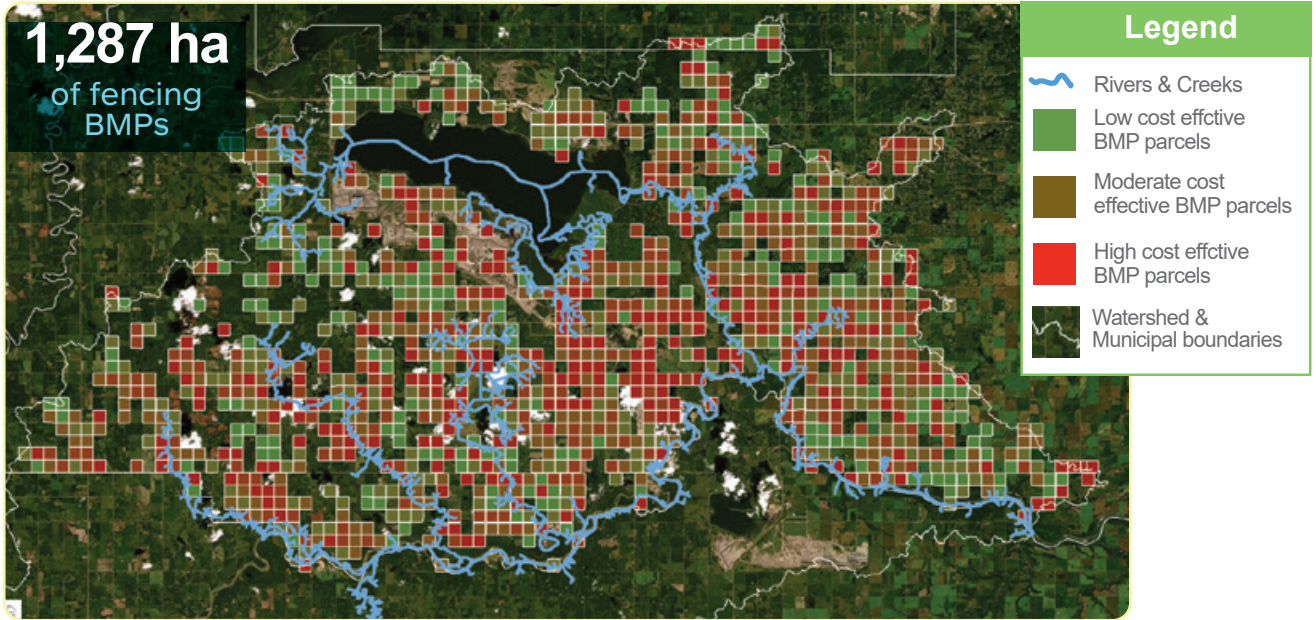 1,287 ha
of fencing
BMPs
Legend
Rivers & Creeks
Low cost effctive
BMP parcels
Moderate cost
effective BMP parcels
High cost effctive
BMP parcels
Watershed &
Municipal boundaries